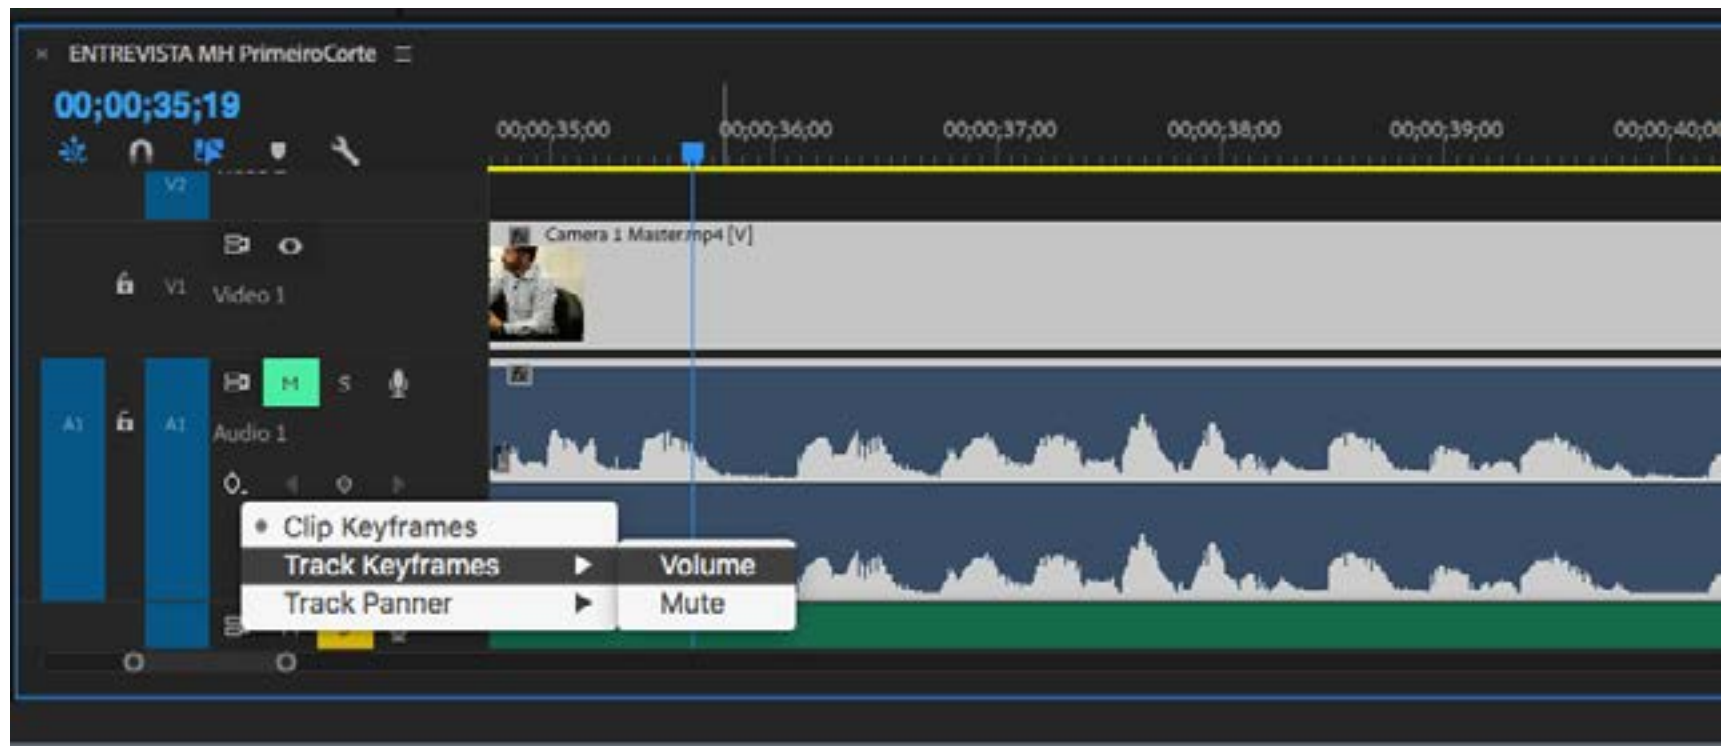 × ENTREVISTA MH PrimeiroCorte
00;00;35;19
00;00;35;00 00;00;36;00 00;00;37;00 00;00;38;00 00;00;39;00 00;00;40;00
V2
fx Camera 1 Master.mp4 [V]
V1 Video 1
M S fx
A1 A1 Audio 1
L
Clip Keyframes
Track Keyframes Volume
Track Panner Mute